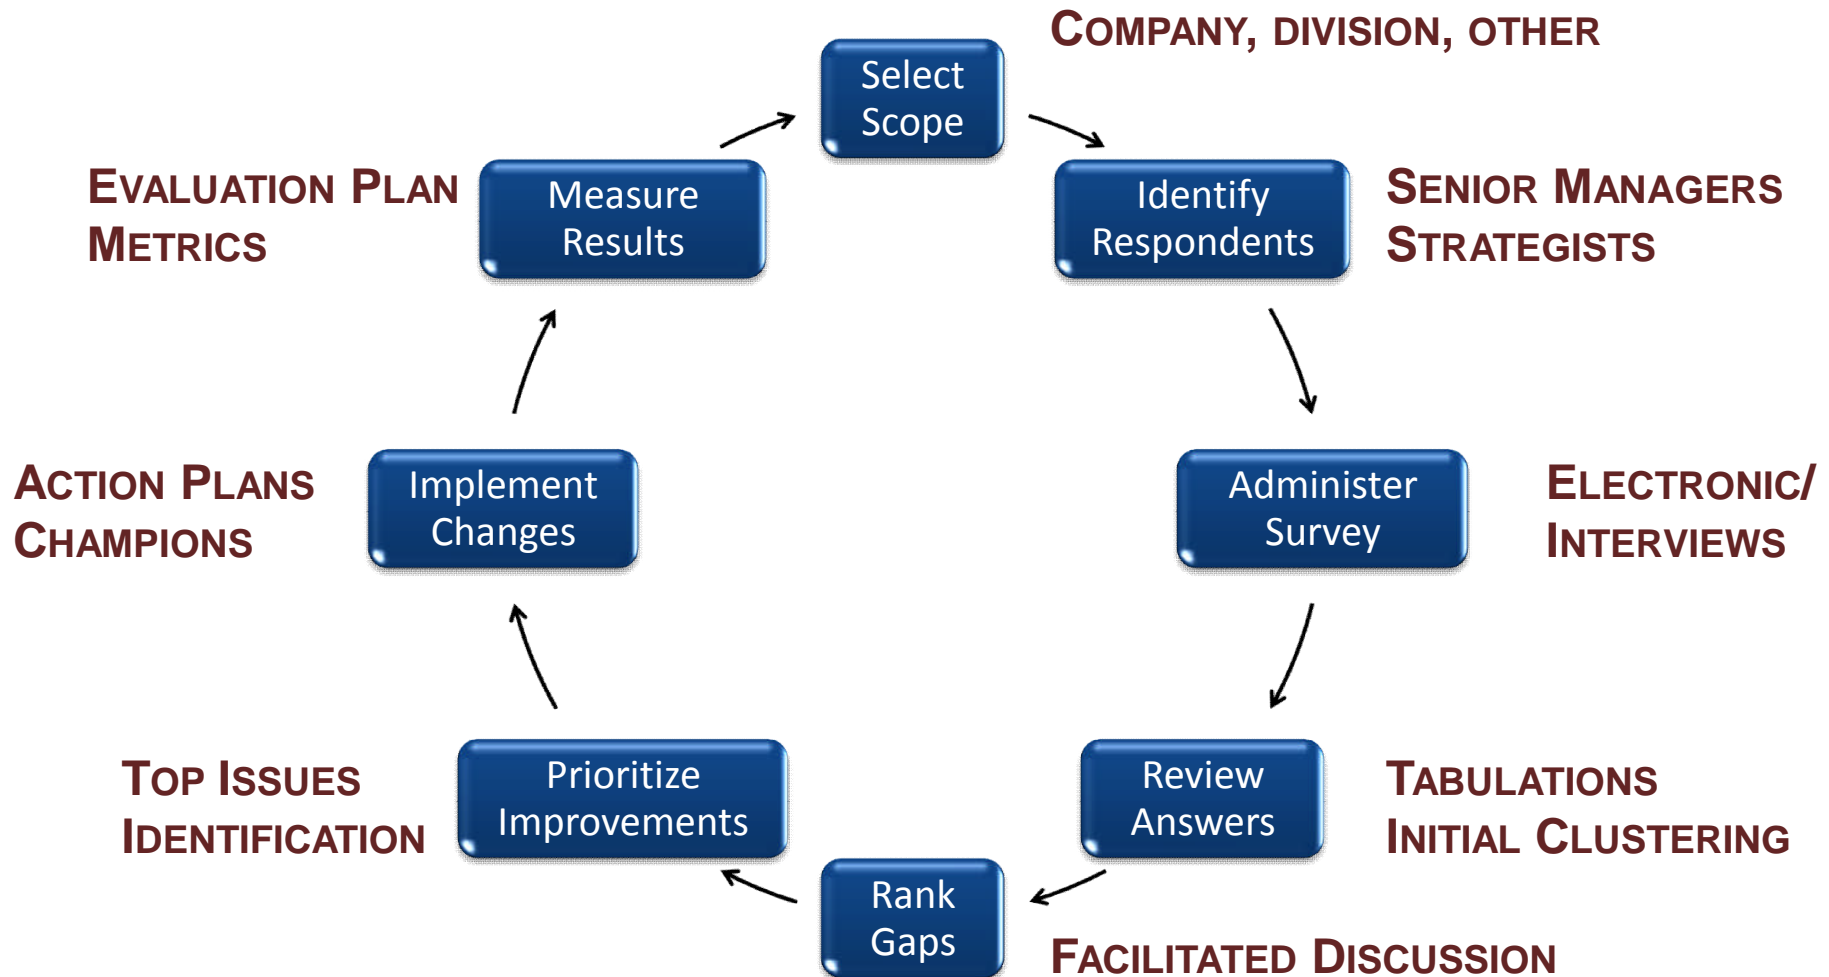 COMPANY, DIVISION, OTHER
Select
Scope
Identify
Respondents
SENIOR MANAGERS
STRATEGISTS
Administer
Survey
ELECTRONIC/
INTERVIEWS
Review
Answers
TABULATIONS
INITIAL CLUSTERING
Rank
Gaps
FACILITATED DISCUSSION
Prioritize
Improvements
TOP ISSUES
IDENTIFICATION
Implement
Changes
ACTION PLANS
CHAMPIONS
Measure
Results
EVALUATION PLAN
METRICS